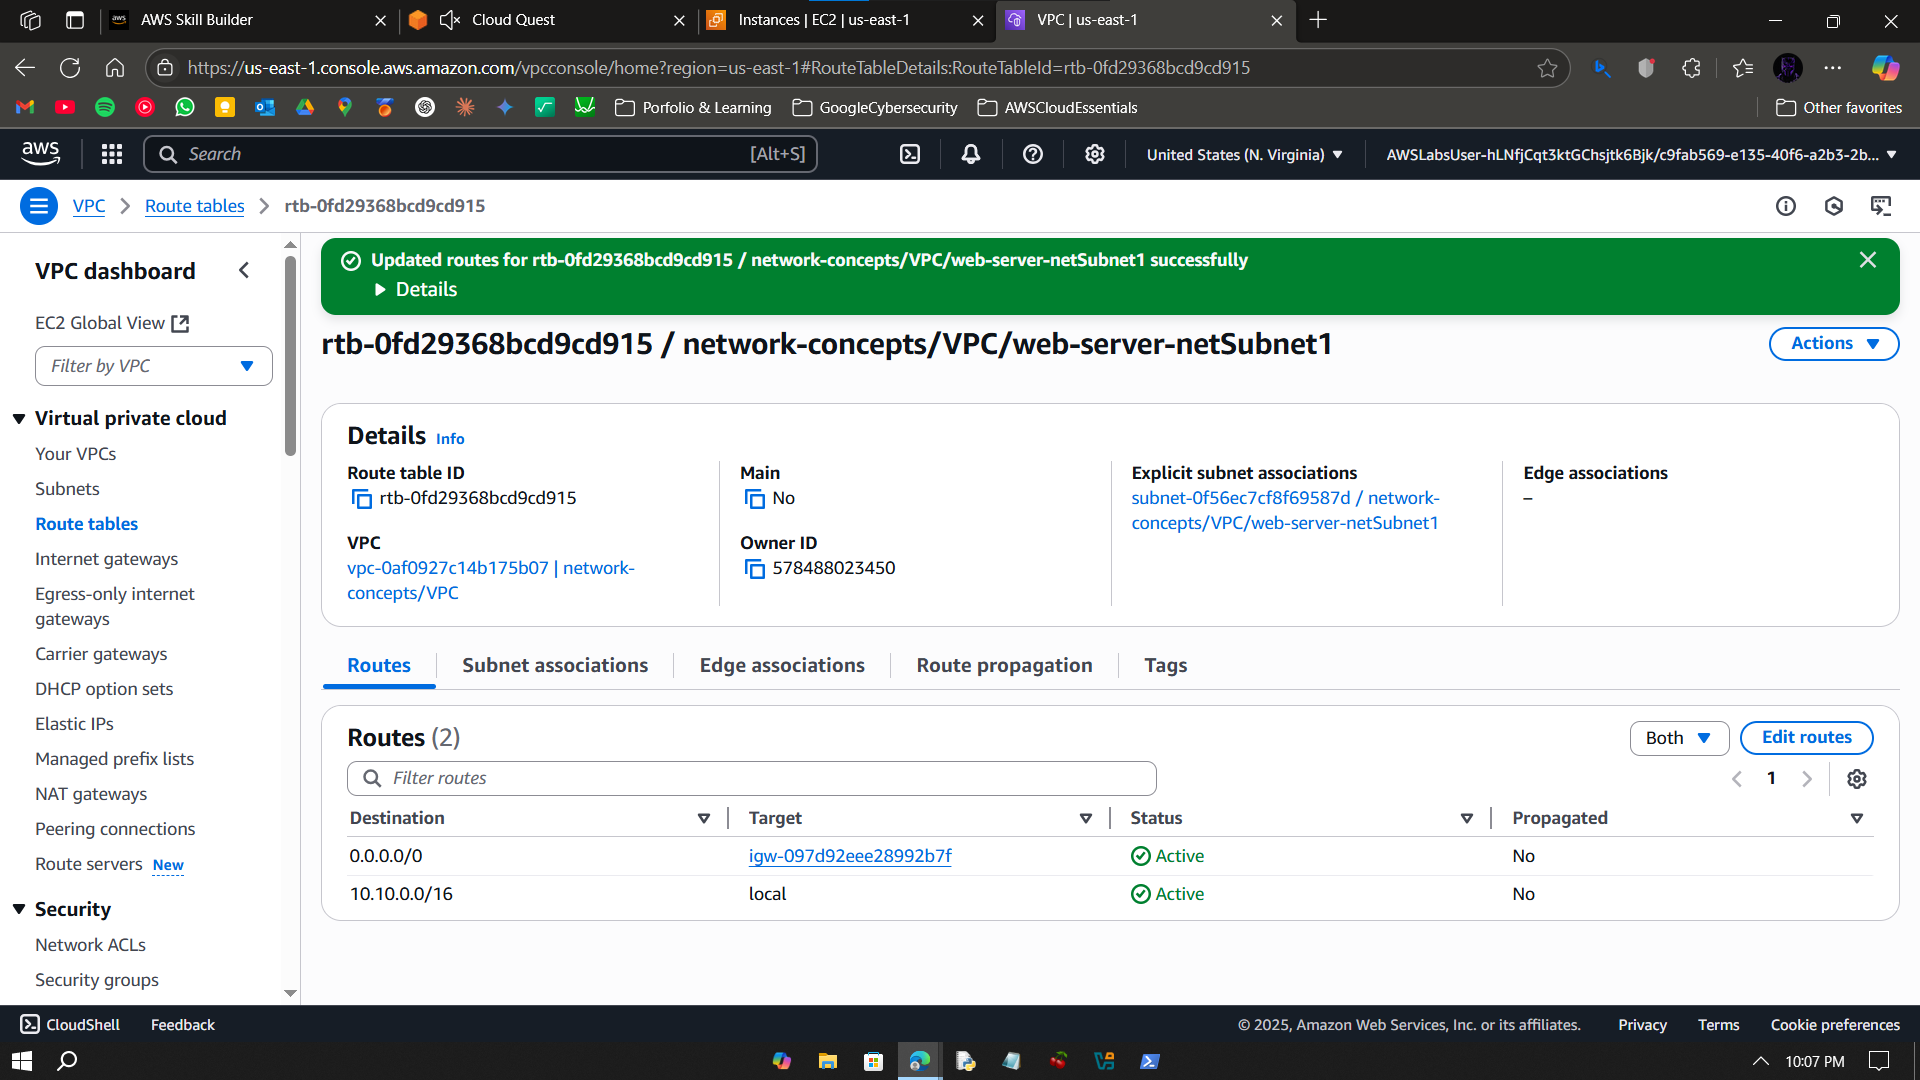 AWS Skill Builder
Cloud Quest
Instances | EC2 | us-east-1
VPC | us-east-1
https://us-east-1.console.aws.amazon.com/vpcconsole/home?region=us-east-1#RouteTableDetails:RouteTableId=rtb-0fd29368bcd9cd915
Porfolio & Learning
GoogleCybersecurity
AWSCloudEssentials
Other favorites
aws
Search
[Alt+S]
United States (N. Virginia)
AWSLabsUser-hLNfjCqt3ktGChsjtk6Bjk/c9fab569-e135-40f6-a2b3-2b...
VPC
Route tables
rtb-0fd29368bcd9cd915
VPC dashboard
EC2 Global View
Filter by VPC
Virtual private cloud
Your VPCs
Subnets
Route tables
Internet gateways
Egress-only internet
gateways
Carrier gateways
DHCP option sets
Elastic IPs
Managed prefix lists
NAT gateways
Peering connections
Route servers New
Security
Network ACLs
Security groups
Updated routes for rtb-0fd29368bcd9cd915 / network-concepts/VPC/web-server-netSubnet1 successfully
Details
rtb-0fd29368bcd9cd915 / network-concepts/VPC/web-server-netSubnet1
Actions
Details Info
Route table ID
rtb-0fd29368bcd9cd915
VPC
vpc-0af0927c14b175b07 | network-
concepts/VPC
Main
No
Owner ID
578488023450
Explicit subnet associations
subnet-0f56ec7cf8f69587d / network-
concepts/VPC/web-server-netSubnet1
Edge associations
–
Routes
Subnet associations
Edge associations
Route propagation
Tags
Routes (2)
Both
Edit routes
Filter routes
1
Destination Target Status Propagated
0.0.0.0/0 igw-097d92eee28992b7f Active No
10.10.0.0/16 local Active No
CloudShell
Feedback
© 2025, Amazon Web Services, Inc. or its affiliates.
Privacy
Terms
Cookie preferences
10:07 PM